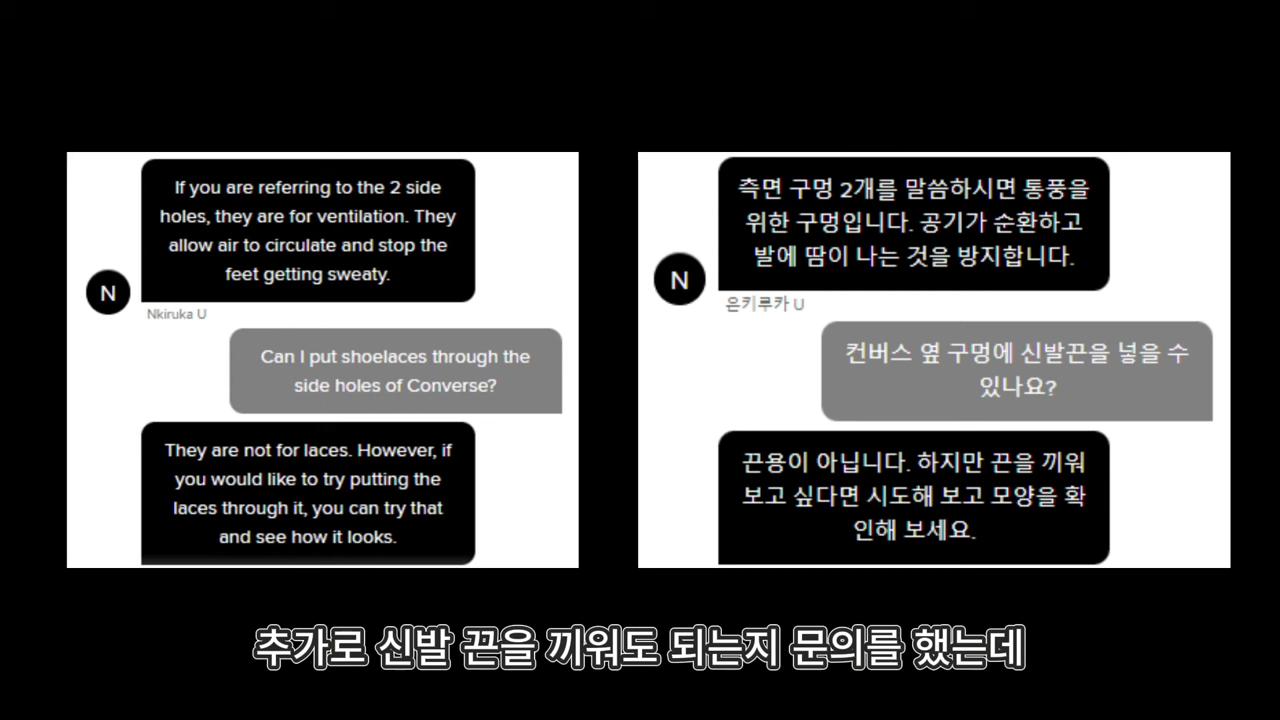 If you are referring to the 2 side
holes, they are for ventilation. They
allow air to circulate and stop the
feet getting sweaty.
N
Nkiruka U
Can I put shoelaces through the
side holes of Converse?
They are not for laces. However, if
you would like to try putting the
laces through it, you can try that
and see how it looks.
측면 구멍 2개를 말씀하시면 통풍을
위한 구멍입니다. 공기가 순환하고
발에 땀이 나는 것을 방지합니다.
N
은키루카 U
컨버스 옆 구멍에 신발끈을 넣을 수
있나요?
끈용이 아닙니다. 하지만 끈을 끼워
보고 싶다면 시도해 보고 모양을 확
인해 보세요.
추가로 신발 끈을 끼워도 되는지 문의를 했는데